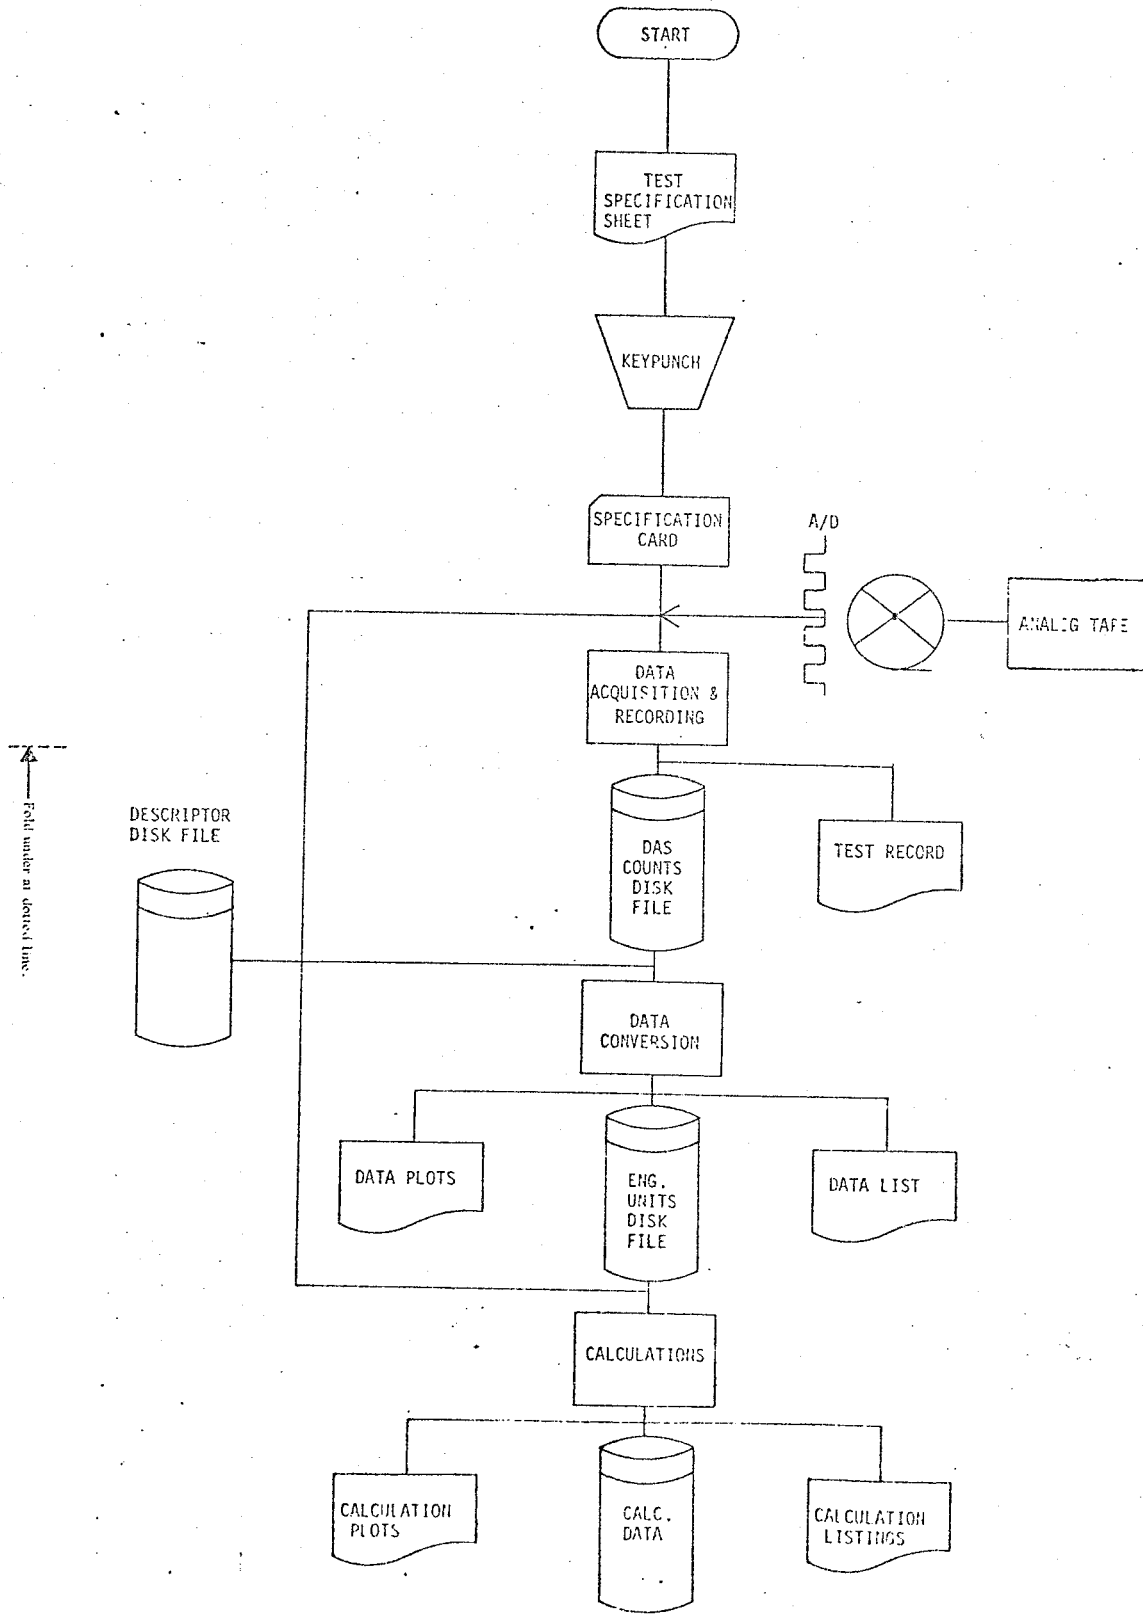 START
TEST
SPECIFICATION
SHEET
KEYPUNCH
SPECIFICATION
CARD
A/D
ANALOG TAPE
DATA
ACQUISITION &
RECORDING
Fold under at dotted line.
DESCRIPTOR
DISK FILE
DAS
COUNTS
DISK
FILE
TEST RECORD
DATA
CONVERSION
DATA PLOTS
ENG.
UNITS
DISK
FILE
DATA LIST
CALCULATIONS
CALCULATION
PLOTS
CALC.
DATA
CALCULATION
LISTINGS